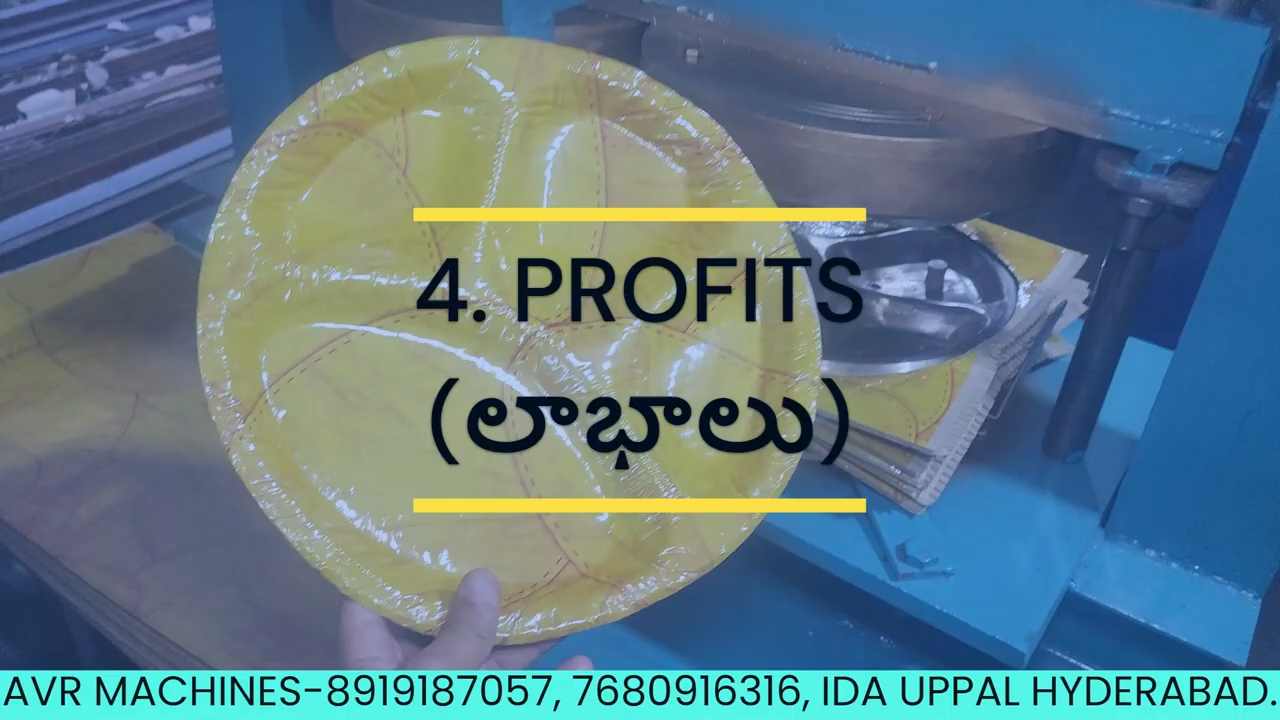 4. PROFITS
(లాభాలు)
AVR MACHINES-8919187057, 7680916316, IDA UPPAL HYDERABAD.